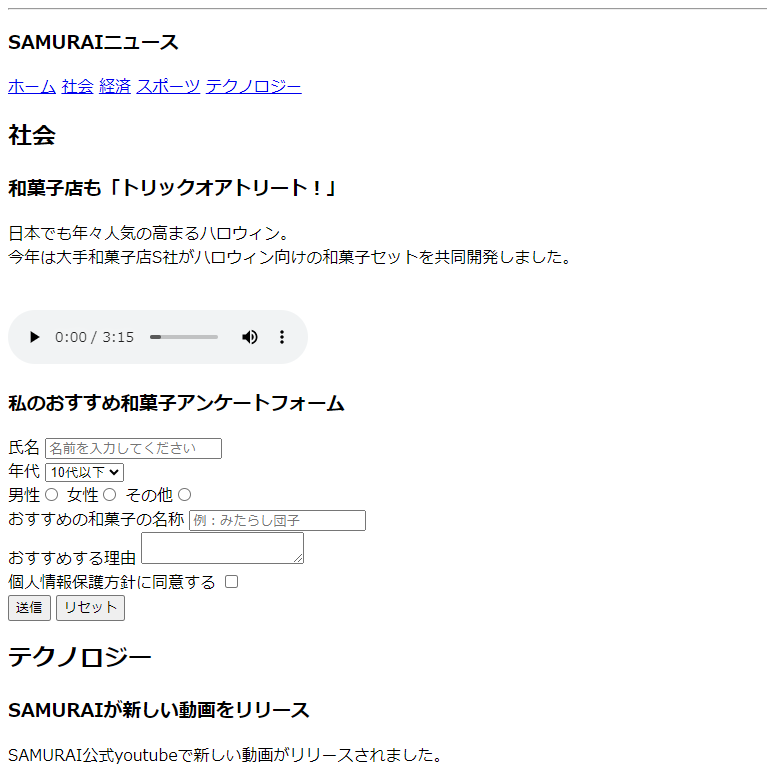 SAMURAIニュース
ホーム 社会 経済 スポーツ テクノロジー
社会
和菓子店も「トリックオアトリート！」
日本でも年々人気の高まるハロウィン。
今年は大手和菓子店S社がハロウィン向けの和菓子セットを共同開発しました。
0:00 / 3:15
私のおすすめ和菓子アンケートフォーム
氏名 名前を入力してください
年代 10代以下
男性 女性 その他
おすすめの和菓子の名称 例：みたらし団子
おすすめする理由
個人情報保護方針に同意する
送信 リセット
テクノロジー
SAMURAIが新しい動画をリリース
SAMURAI公式youtubeで新しい動画がリリースされました。